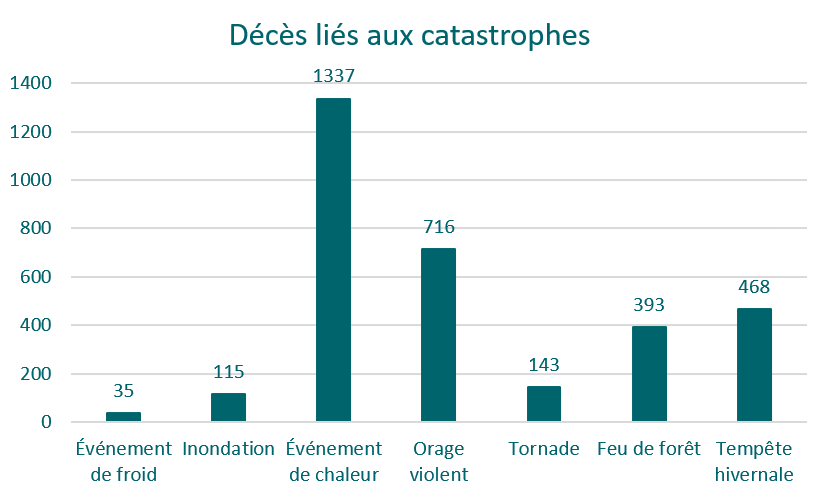 Décès liés aux catastrophes
1400
1200
1000
800
600
400
200
0
35
115
1337
716
143
393
468
Événement
de froid
Inondation
Événement
de chaleur
Orage
violent
Tornade
Feu de forêt
Tempête
hivernale